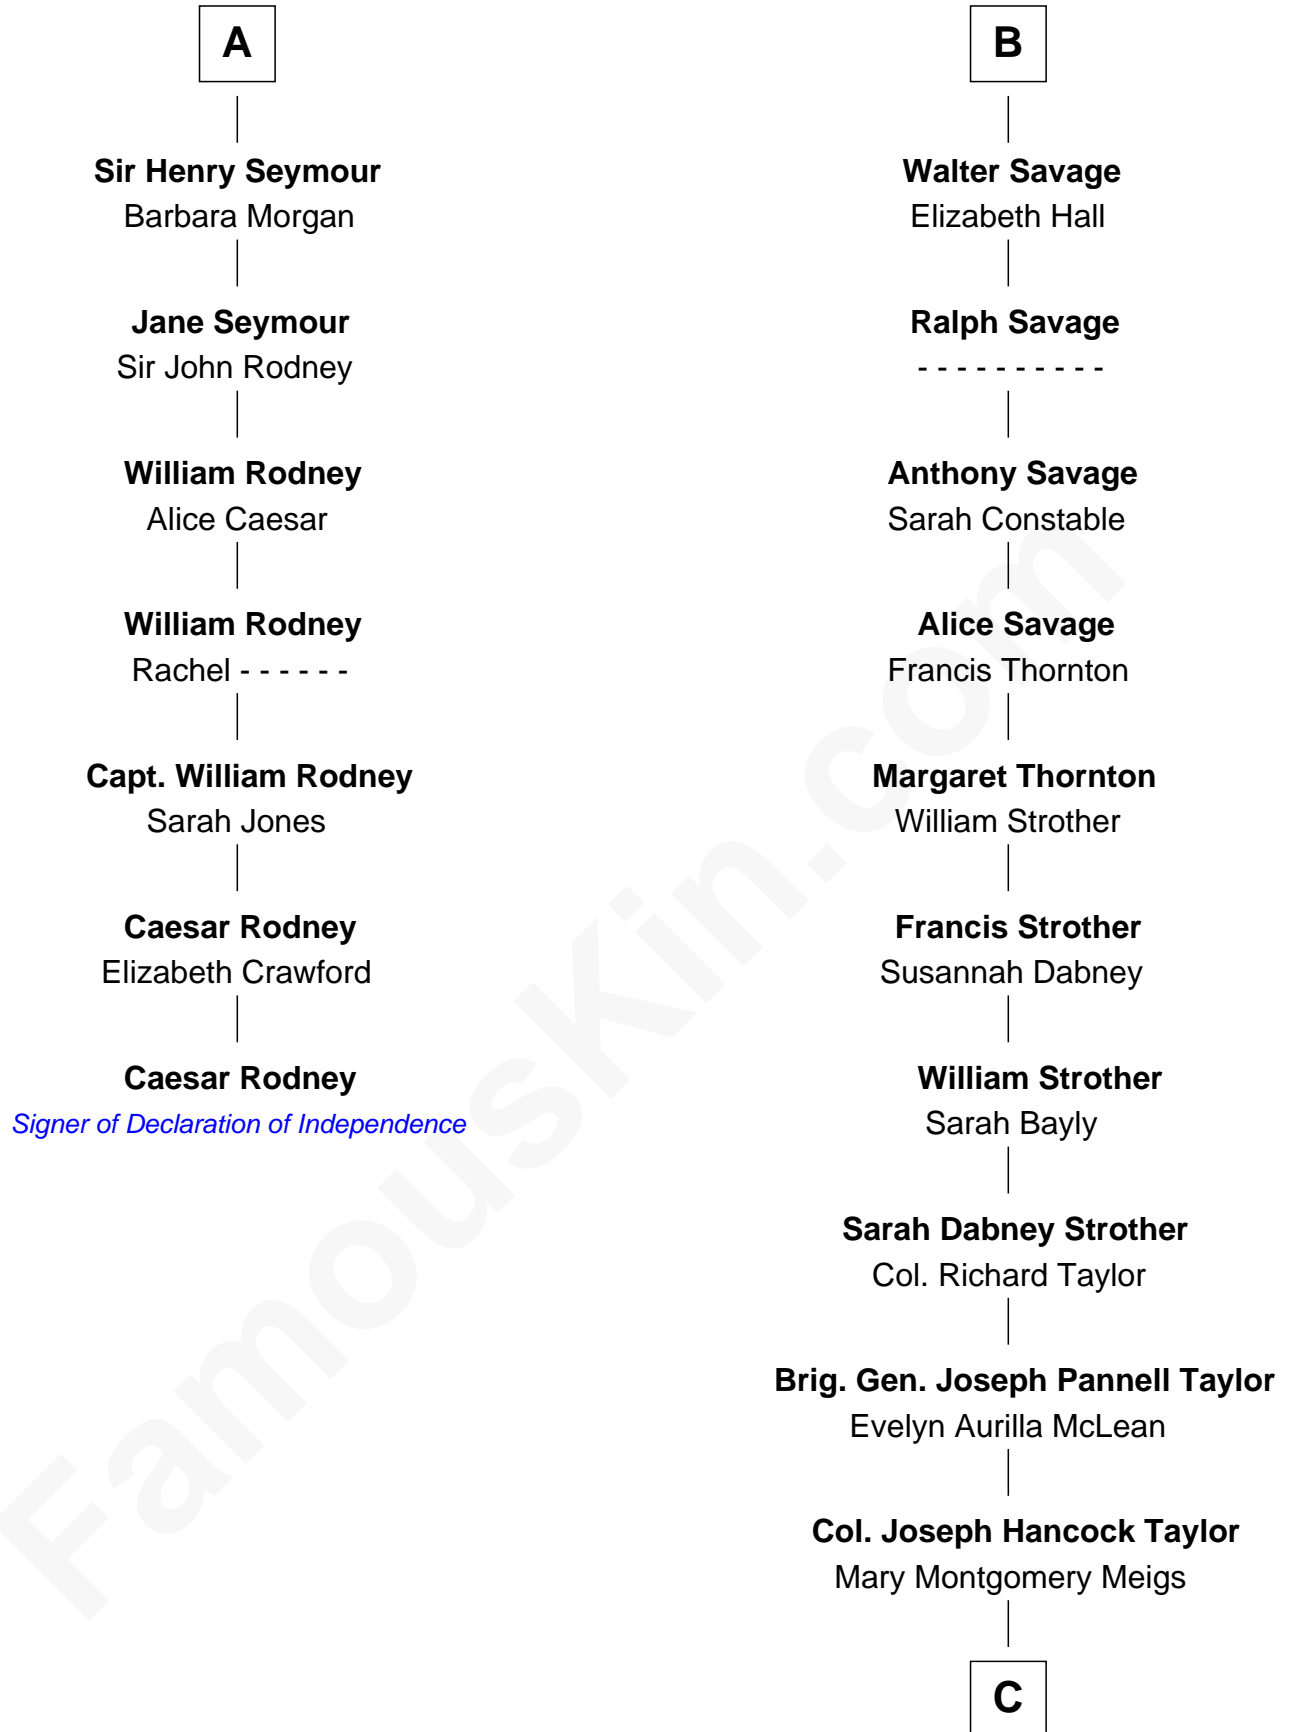 A
Sir Henry Seymour
Barbara Morgan
Jane Seymour
Sir John Rodney
William Rodney
Alice Caesar
William Rodney
Rachel - - - - - -
Capt. William Rodney
Sarah Jones
Caesar Rodney
Elizabeth Crawford
Caesar Rodney
Signer of Declaration of Independence
B
Walter Savage
Elizabeth Hall
Ralph Savage
- - - - - - - - - -
Anthony Savage
Sarah Constable
Alice Savage
Francis Thornton
Margaret Thornton
William Strother
Francis Strother
Susannah Dabney
William Strother
Sarah Bayly
Sarah Dabney Strother
Col. Richard Taylor
Brig. Gen. Joseph Pannell Taylor
Evelyn Aurilla McLean
Col. Joseph Hancock Taylor
Mary Montgomery Meigs
C
FamousKin.com